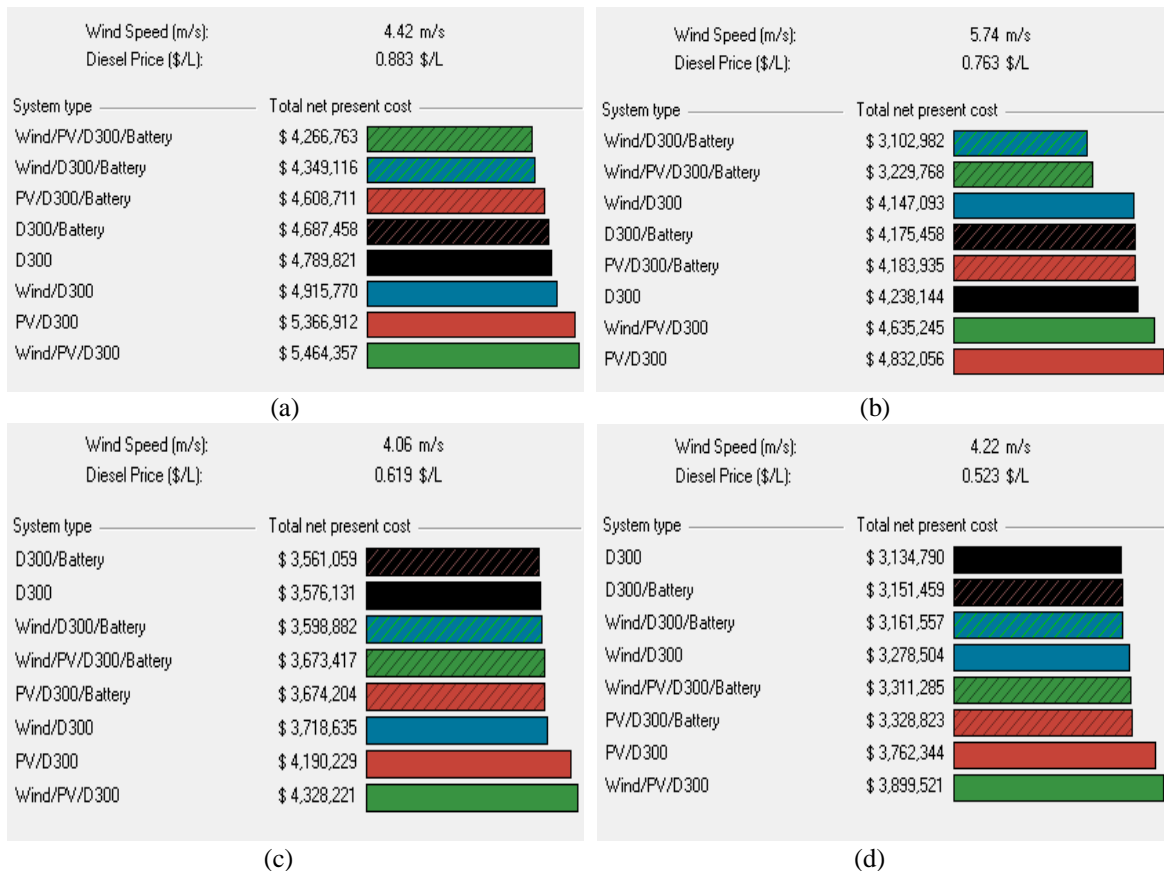 Wind Speed (m/s): 4.42 m/s
Diesel Price ($/L): 0.883 $/L
System type Total net present cost
Wind/PV/D300/Battery $ 4,266,763
Wind/D300/Battery $ 4,349,116
PV/D300/Battery $ 4,608,711
D300/Battery $ 4,687,458
D300 $ 4,789,821
Wind/D300 $ 4,915,770
PV/D300 $ 5,366,912
Wind/PV/D300 $ 5,464,357
(a)
Wind Speed (m/s): 5.74 m/s
Diesel Price ($/L): 0.763 $/L
System type Total net present cost
Wind/D300/Battery $ 3,102,982
Wind/PV/D300/Battery $ 3,229,768
Wind/D300 $ 4,147,093
D300/Battery $ 4,175,458
PV/D300/Battery $ 4,183,935
D300 $ 4,238,144
Wind/PV/D300 $ 4,635,245
PV/D300 $ 4,832,056
(b)
Wind Speed (m/s): 4.06 m/s
Diesel Price ($/L): 0.619 $/L
System type Total net present cost
D300/Battery $ 3,561,059
D300 $ 3,576,131
Wind/D300/Battery $ 3,598,882
Wind/PV/D300/Battery $ 3,673,417
PV/D300/Battery $ 3,674,204
Wind/D300 $ 3,718,635
PV/D300 $ 4,190,229
Wind/PV/D300 $ 4,328,221
(c)
Wind Speed (m/s): 4.22 m/s
Diesel Price ($/L): 0.523 $/L
System type Total net present cost
D300 $ 3,134,790
D300/Battery $ 3,151,459
Wind/D300/Battery $ 3,161,557
Wind/D300 $ 3,278,504
Wind/PV/D300/Battery $ 3,311,285
PV/D300/Battery $ 3,328,823
PV/D300 $ 3,762,344
Wind/PV/D300 $ 3,899,521
(d)